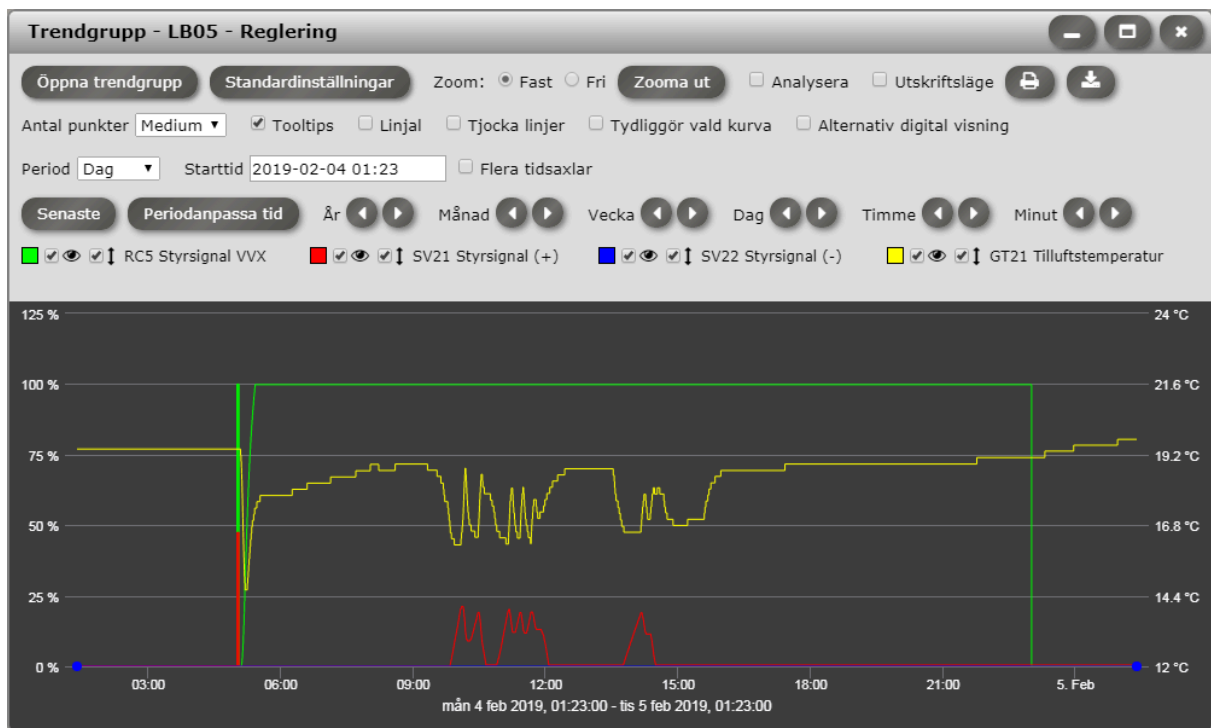 Trendgrupp - LB05 - Reglering
Öppna trendgrupp Standardinställningar Zoom: Fast Fri Zooma ut Analysera Utskriftsläge
Antal punkter Medium Tooltips Linjal Tjocka linjer Tydliggör vald kurva Alternativ digital visning
Period Dag Starttid 2019-02-04 01:23 Flera tidsaxlar
Senaste Periodanpassa tid År Månad Vecka Dag Timme Minut
RC5 Styrsignal VVX SV21 Styrsignal (+) SV22 Styrsignal (-) GT21 Tilluftstemperatur
125 % 24 °C
100 % 21.6 °C
75 % 19.2 °C
50 % 16.8 °C
25 % 14.4 °C
0 % 12 °C
03:00 06:00 09:00 12:00 15:00 18:00 21:00 5. Feb
mån 4 feb 2019, 01:23:00 - tis 5 feb 2019, 01:23:00